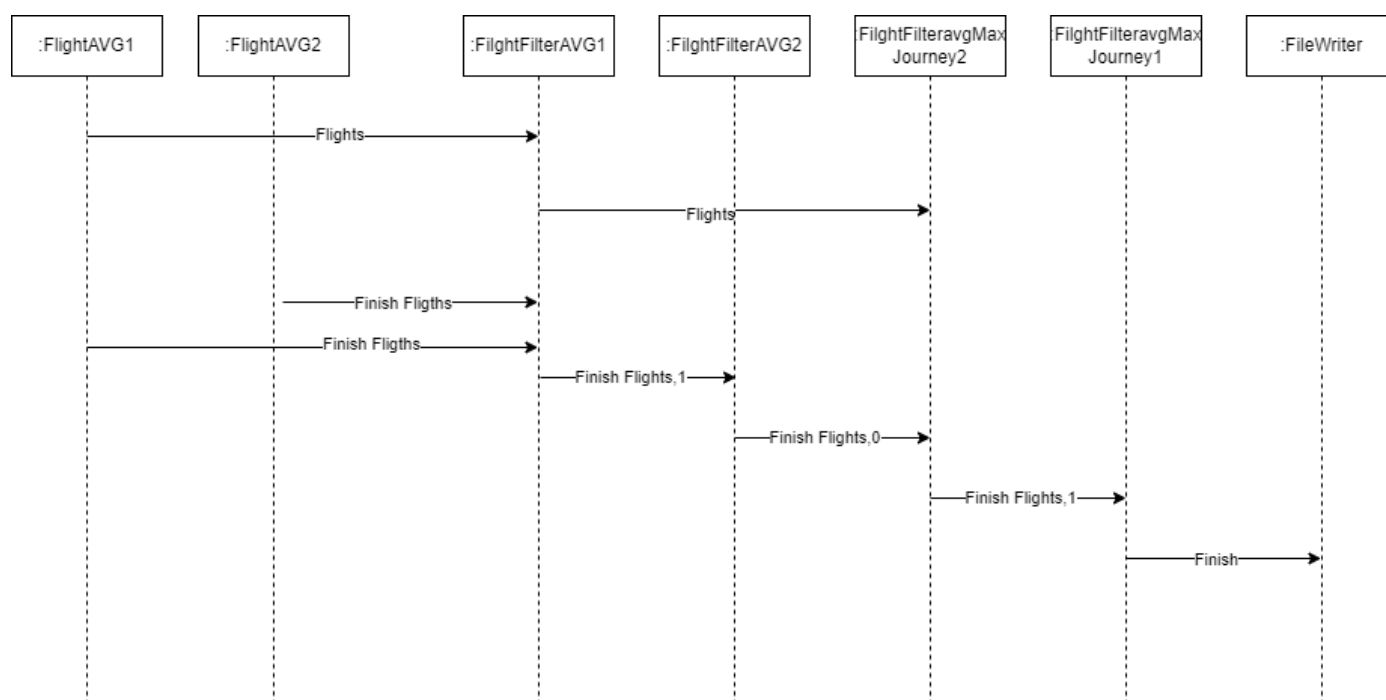 :FlightAVG1
:FlightAVG2
:FilghtFilterAVG1
:FilghtFilterAVG2
:FilghtFilteravgMax
Journey2
:FilghtFilteravgMax
Journey1
:FileWriter
Flights
Flights
Finish Fligths
Finish Fligths
Finish Flights,1
Finish Flights,0
Finish Flights,1
Finish